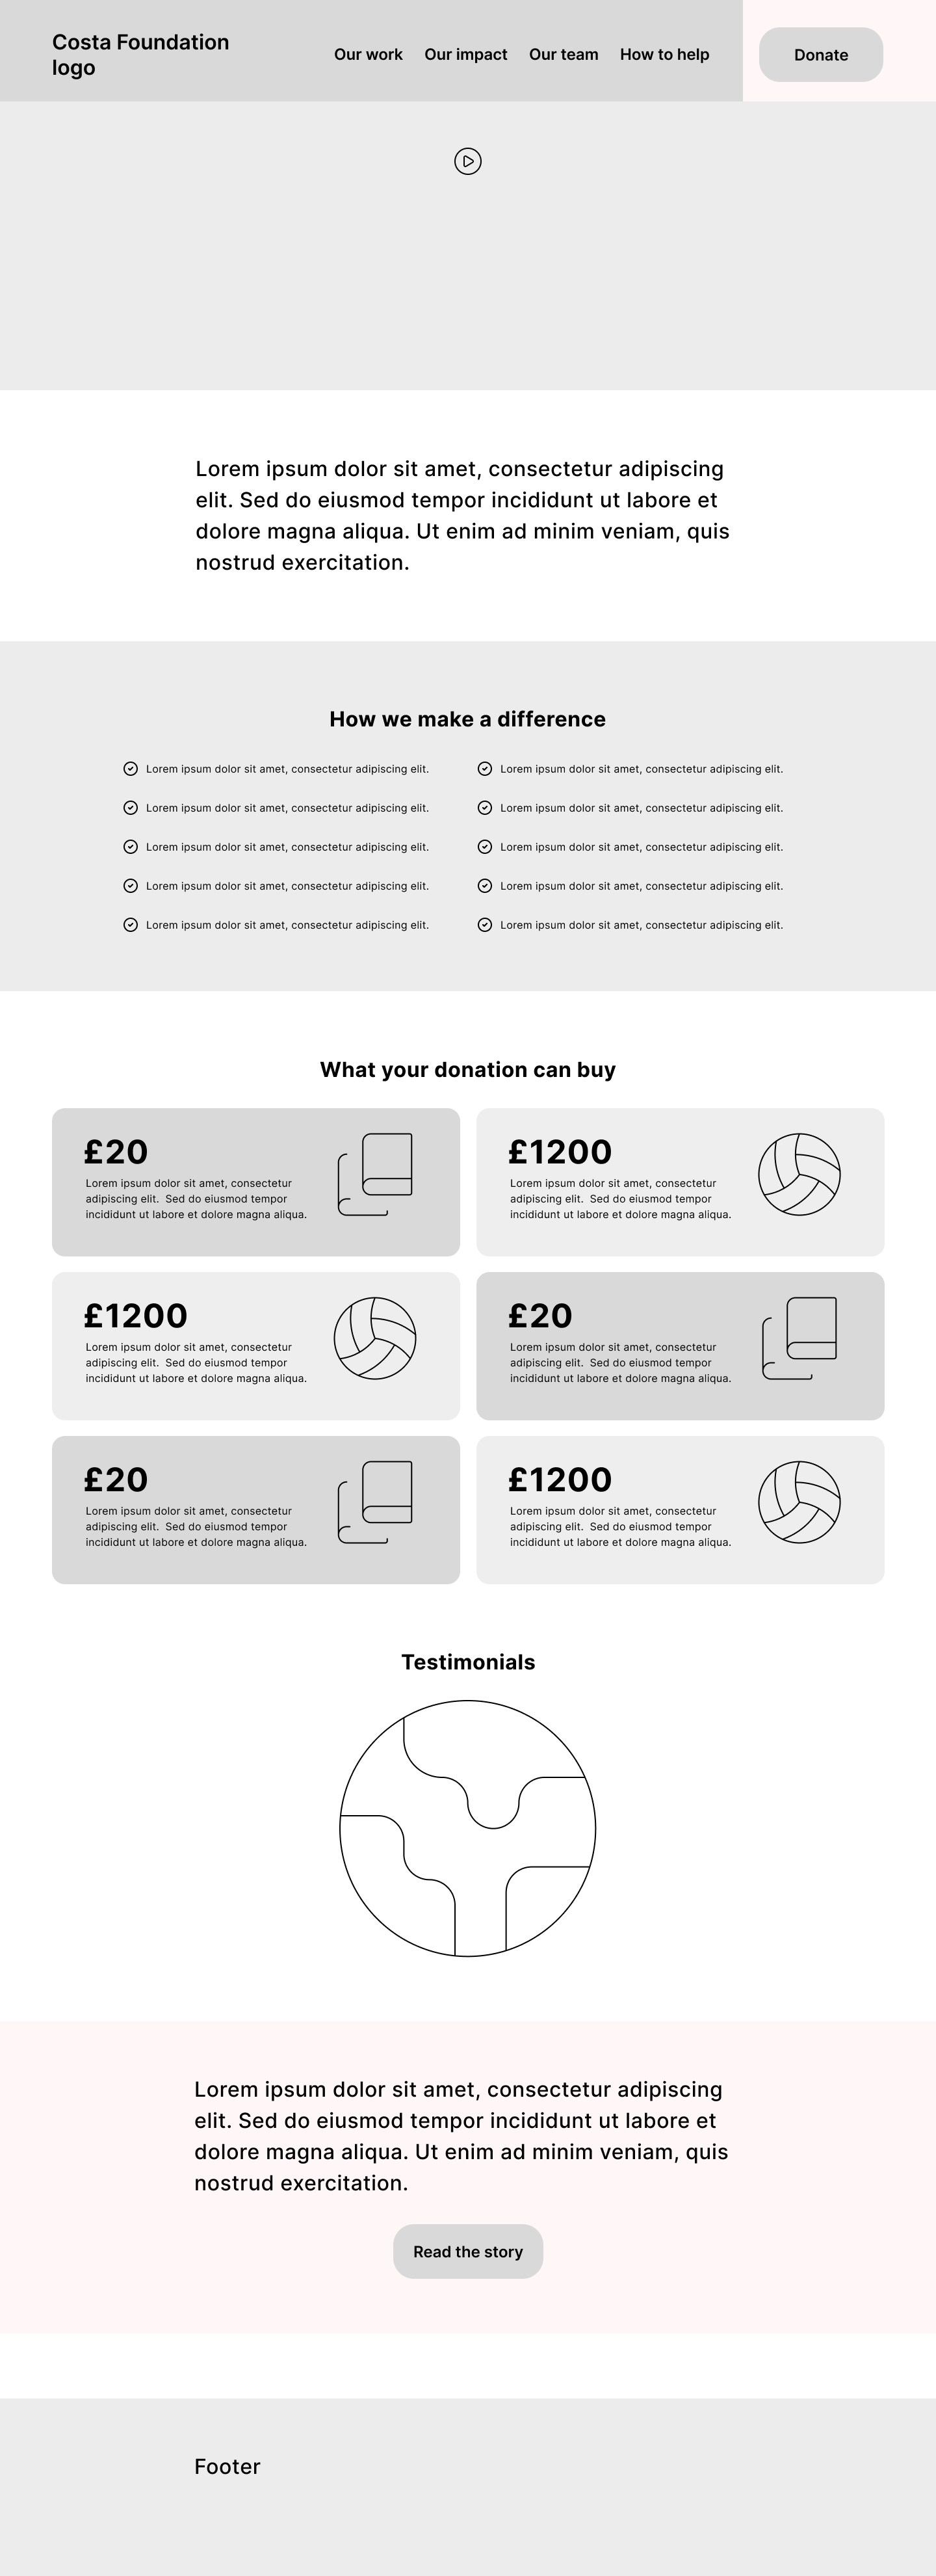 Costa Foundation
logo
Our work
Our impact
Our team
How to help
Donate
Lorem ipsum dolor sit amet, consectetur adipiscing
elit. Sed do eiusmod tempor incididunt ut labore et
dolore magna aliqua. Ut enim ad minim veniam, quis
nostrud exercitation.
How we make a difference
Lorem ipsum dolor sit amet, consectetur adipiscing elit.
Lorem ipsum dolor sit amet, consectetur adipiscing elit.
Lorem ipsum dolor sit amet, consectetur adipiscing elit.
Lorem ipsum dolor sit amet, consectetur adipiscing elit.
Lorem ipsum dolor sit amet, consectetur adipiscing elit.
Lorem ipsum dolor sit amet, consectetur adipiscing elit.
Lorem ipsum dolor sit amet, consectetur adipiscing elit.
Lorem ipsum dolor sit amet, consectetur adipiscing elit.
Lorem ipsum dolor sit amet, consectetur adipiscing elit.
Lorem ipsum dolor sit amet, consectetur adipiscing elit.
What your donation can buy
£20
Lorem ipsum dolor sit amet, consectetur
adipiscing elit.  Sed do eiusmod tempor
incididunt ut labore et dolore magna aliqua.
£1200
Lorem ipsum dolor sit amet, consectetur
adipiscing elit.  Sed do eiusmod tempor
incididunt ut labore et dolore magna aliqua.
£1200
Lorem ipsum dolor sit amet, consectetur
adipiscing elit.  Sed do eiusmod tempor
incididunt ut labore et dolore magna aliqua.
£20
Lorem ipsum dolor sit amet, consectetur
adipiscing elit.  Sed do eiusmod tempor
incididunt ut labore et dolore magna aliqua.
£20
Lorem ipsum dolor sit amet, consectetur
adipiscing elit.  Sed do eiusmod tempor
incididunt ut labore et dolore magna aliqua.
£1200
Lorem ipsum dolor sit amet, consectetur
adipiscing elit.  Sed do eiusmod tempor
incididunt ut labore et dolore magna aliqua.
Testimonials
Lorem ipsum dolor sit amet, consectetur adipiscing
elit. Sed do eiusmod tempor incididunt ut labore et
dolore magna aliqua. Ut enim ad minim veniam, quis
nostrud exercitation.
Read the story
Footer